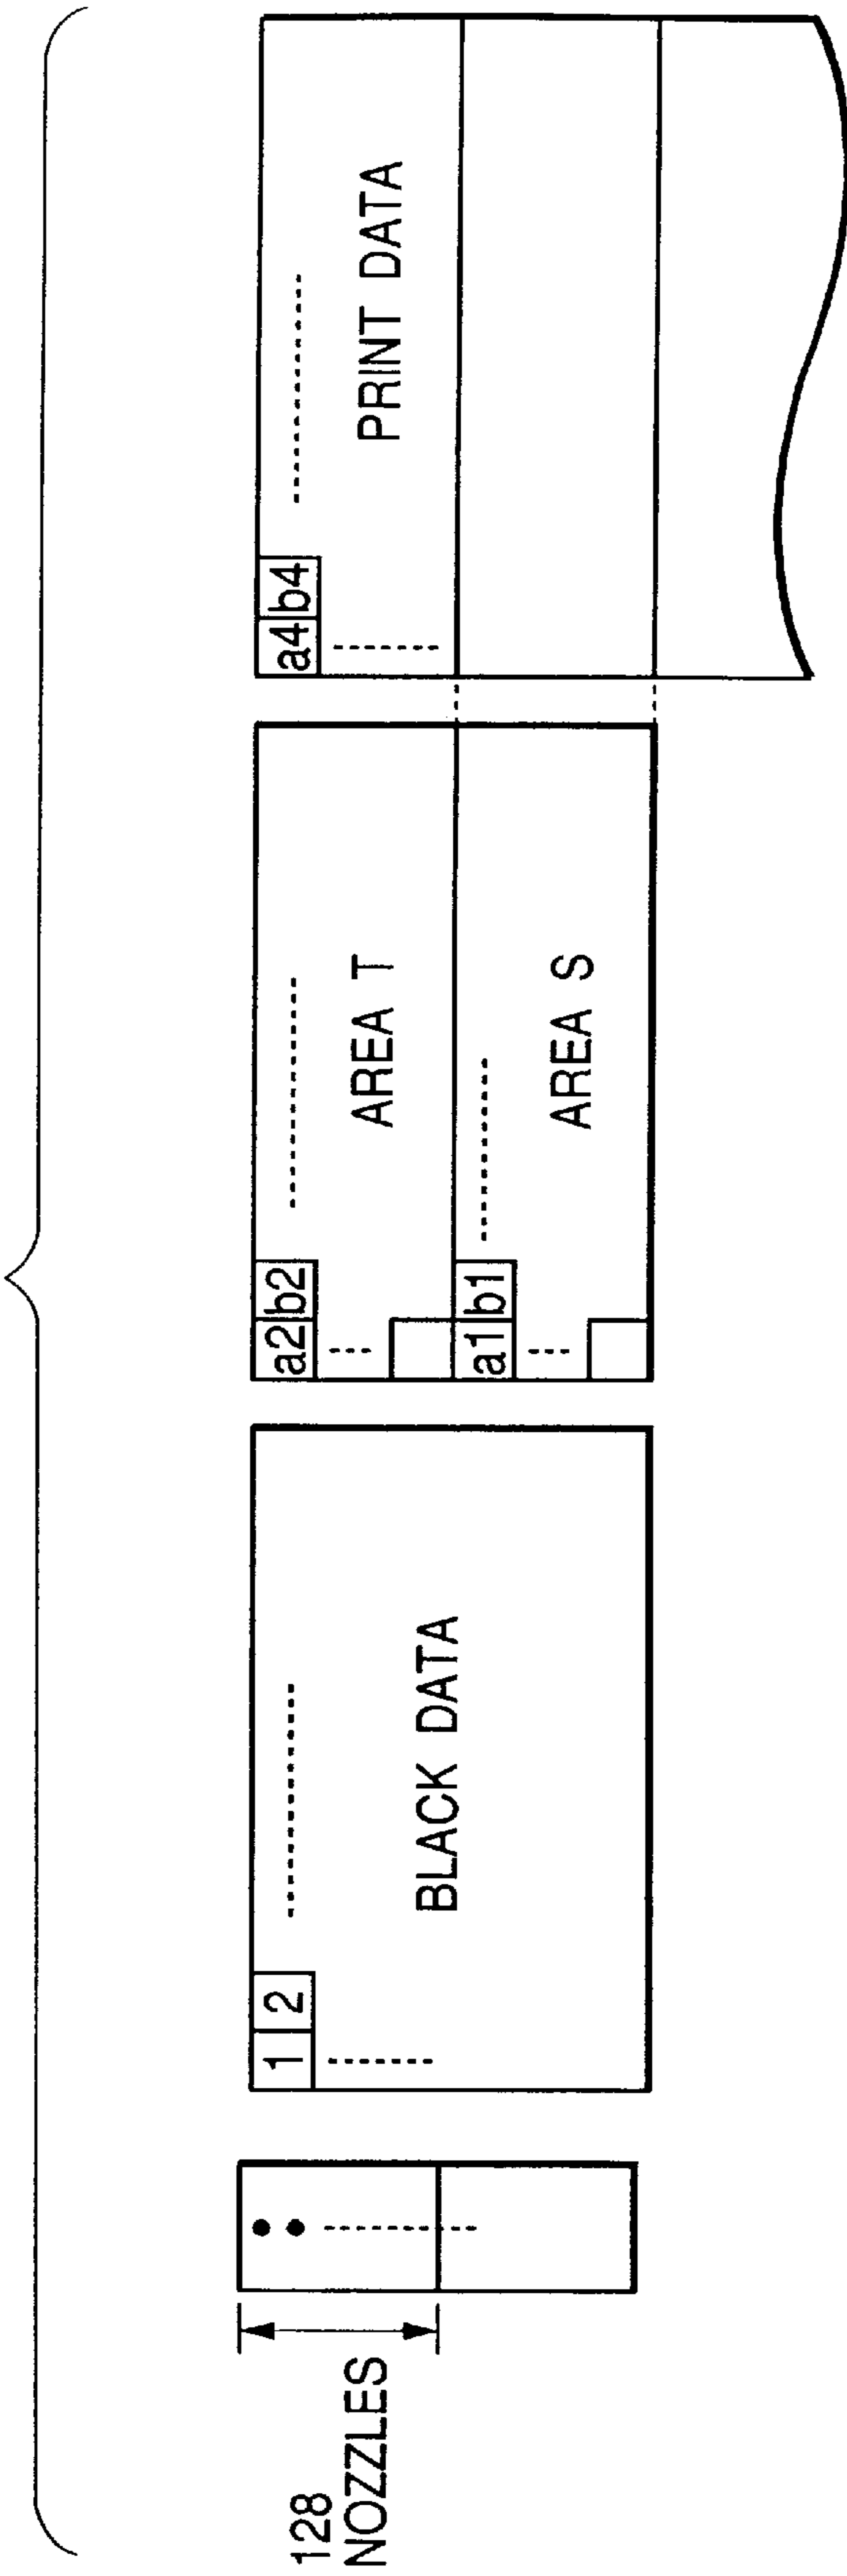 128
NOZZLES
1 2
BLACK DATA
a2 b2
AREA T
a1 b1
AREA S
a4 b4
PRINT DATA